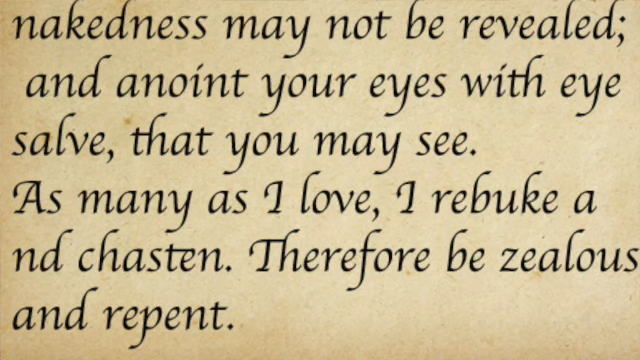 nakedness may not be revealed;
and anoint your eyes with eye
salve, that you may see.
As many as I love, I rebuke a
nd chasten. Therefore be zealous
and repent.